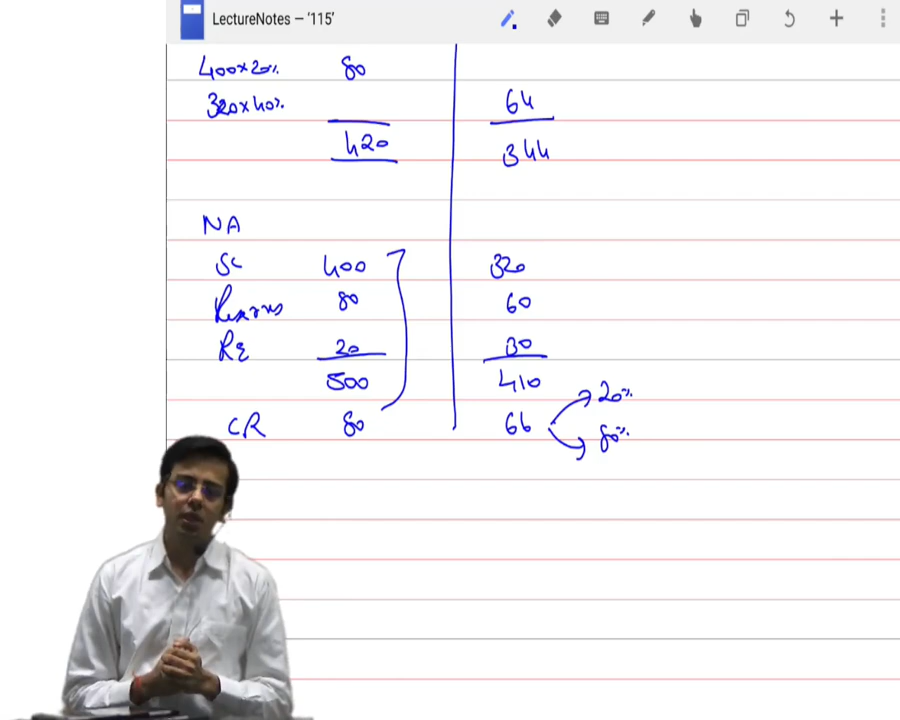 LectureNotes – '115'
400×20% 80
320×40% 64
420 344
NA
SC 400 320
80 60
RE 20 30
500 410
CR 80 66 → 20%
→ 80%